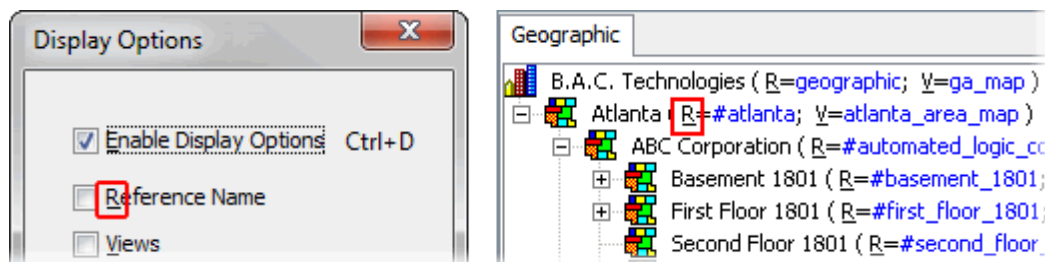 Display Options
Enable Display Options Ctrl+D
Reference Name
Views
Geographic
B.A.C. Technologies ( R=geographic; V=ga_map )
Atlanta ( R=#atlanta; V=atlanta_area_map )
ABC Corporation ( R=#automated_logic_co
Basement 1801 ( R=#basement_1801;
First Floor 1801 ( R=#first_floor_1801;
Second Floor 1801 ( R=#second_floor_